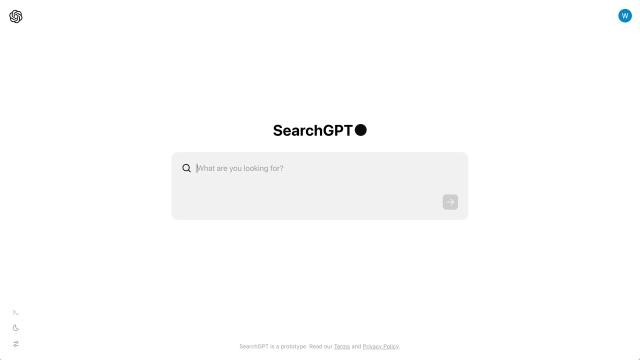 W
SearchGPT
What are you looking for?
SearchGPT is a prototype. Read our Terms and Privacy Policy.